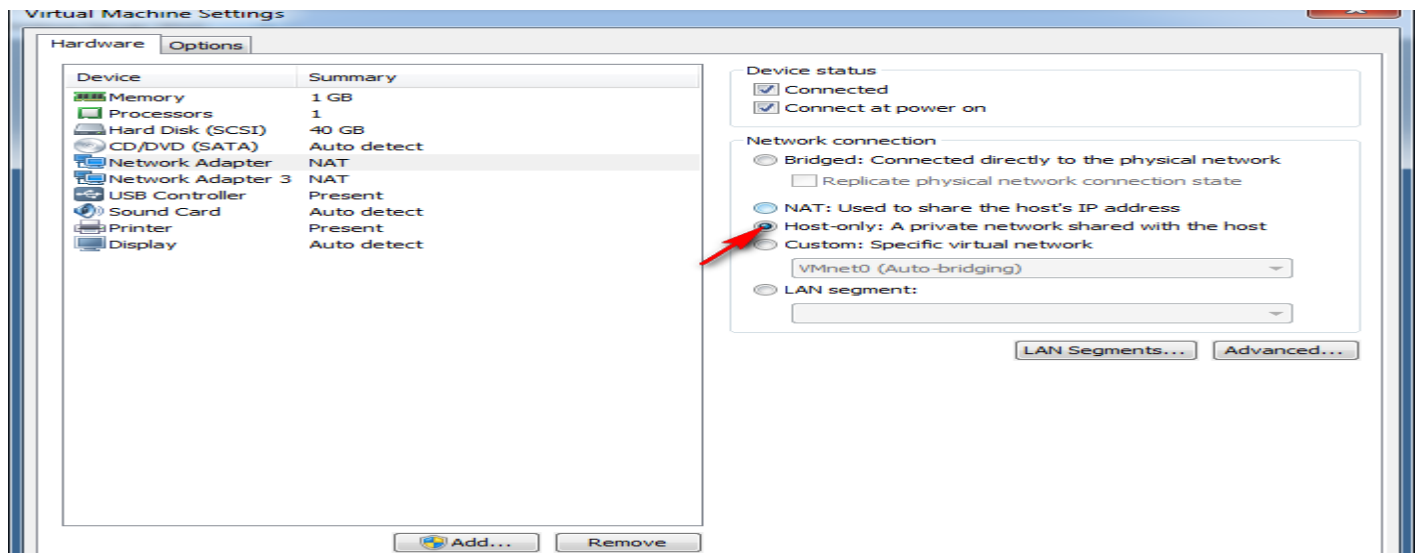 Virtual Machine Settings
Hardware Options
Device Summary
Memory 1 GB
Processors 1
Hard Disk (SCSI) 40 GB
CD/DVD (SATA) Auto detect
Network Adapter NAT
Network Adapter 3 NAT
USB Controller Present
Sound Card Auto detect
Printer Present
Display Auto detect
Add... Remove
Device status
Connected
Connect at power on
Network connection
Bridged: Connected directly to the physical network
Replicate physical network connection state
NAT: Used to share the host's IP address
Host-only: A private network shared with the host
Custom: Specific virtual network
VMnet0 (Auto-bridging)
LAN segment:
LAN Segments... Advanced...